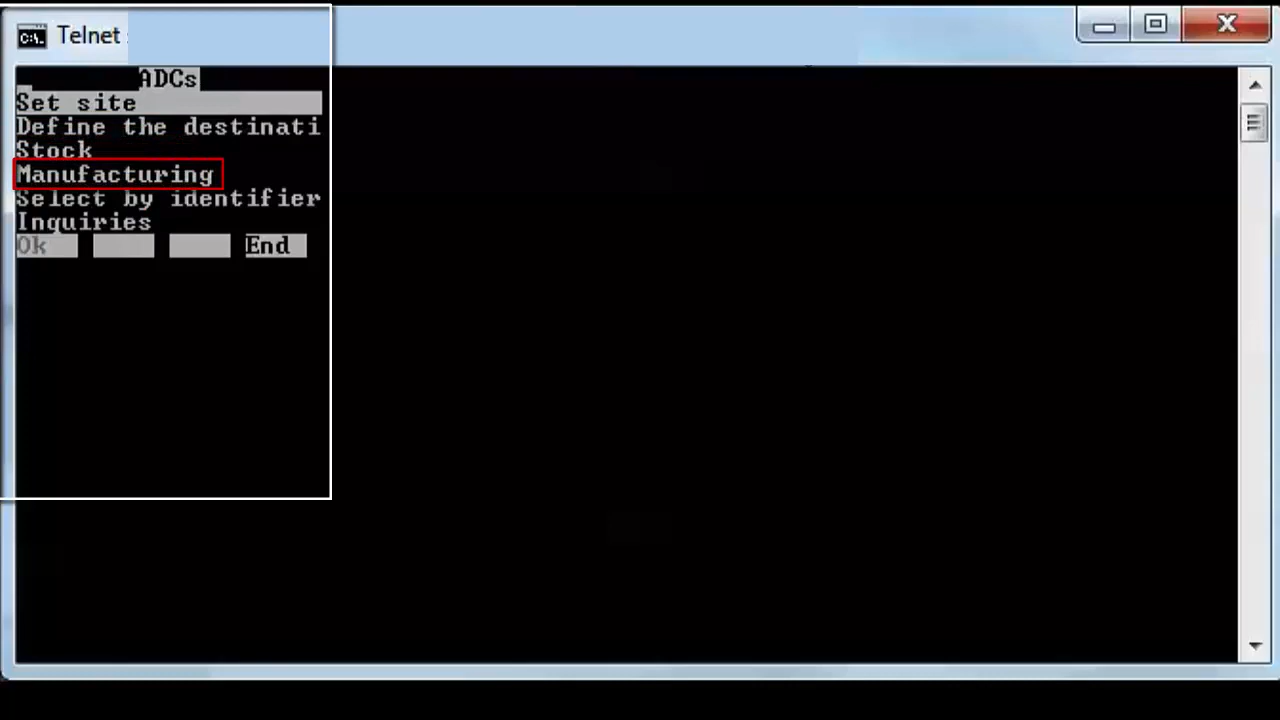 Telnet
ADCs
Set site
Define the destinati
Stock
Manufacturing
Select by identifier
Inquiries
Ok End